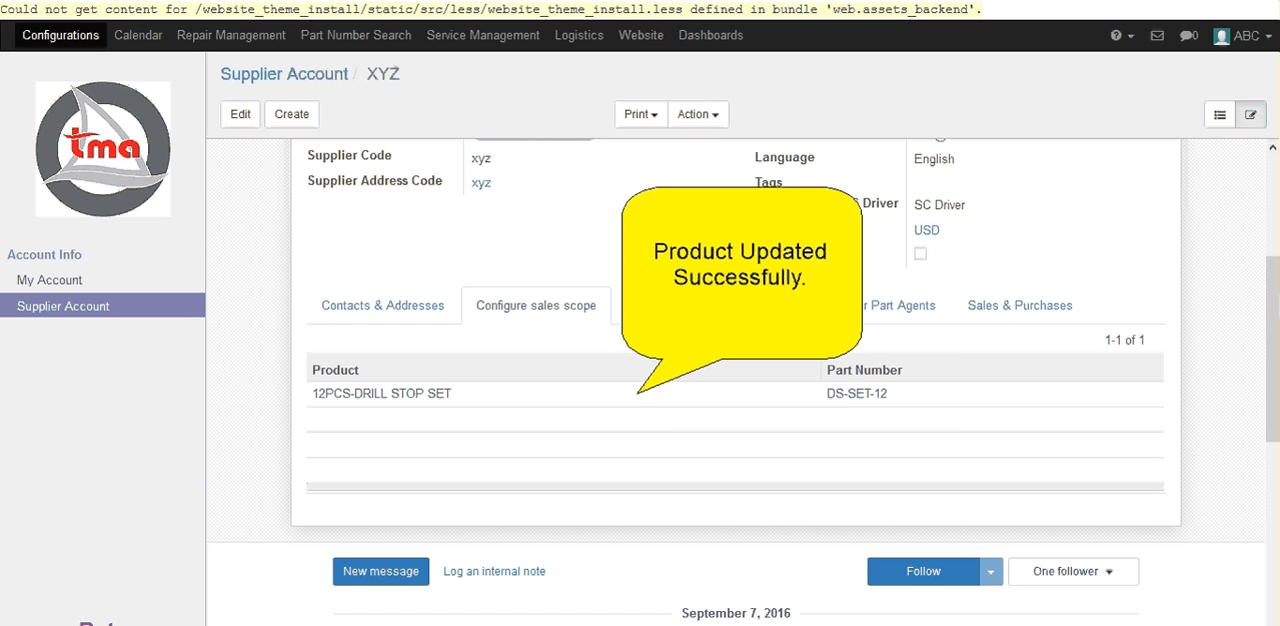 Could not get content for /website_theme_install/static/src/less/website_theme_install.less defined in bundle 'web.assets_backend'.
Configurations Calendar Repair Management Part Number Search Service Management Logistics Website Dashboards 0 ABC
tma
Supplier Account / XYZ
Edit Create Print Action
Supplier Code xyz Language English
Supplier Address Code xyz Tags
Driver SC Driver
USD
Account Info
My Account
Supplier Account
Product Updated
Successfully.
Contacts & Addresses Configure sales scope Part Agents Sales & Purchases
1-1 of 1
Product Part Number
12PCS-DRILL STOP SET DS-SET-12
New message Log an internal note Follow One follower
September 7, 2016